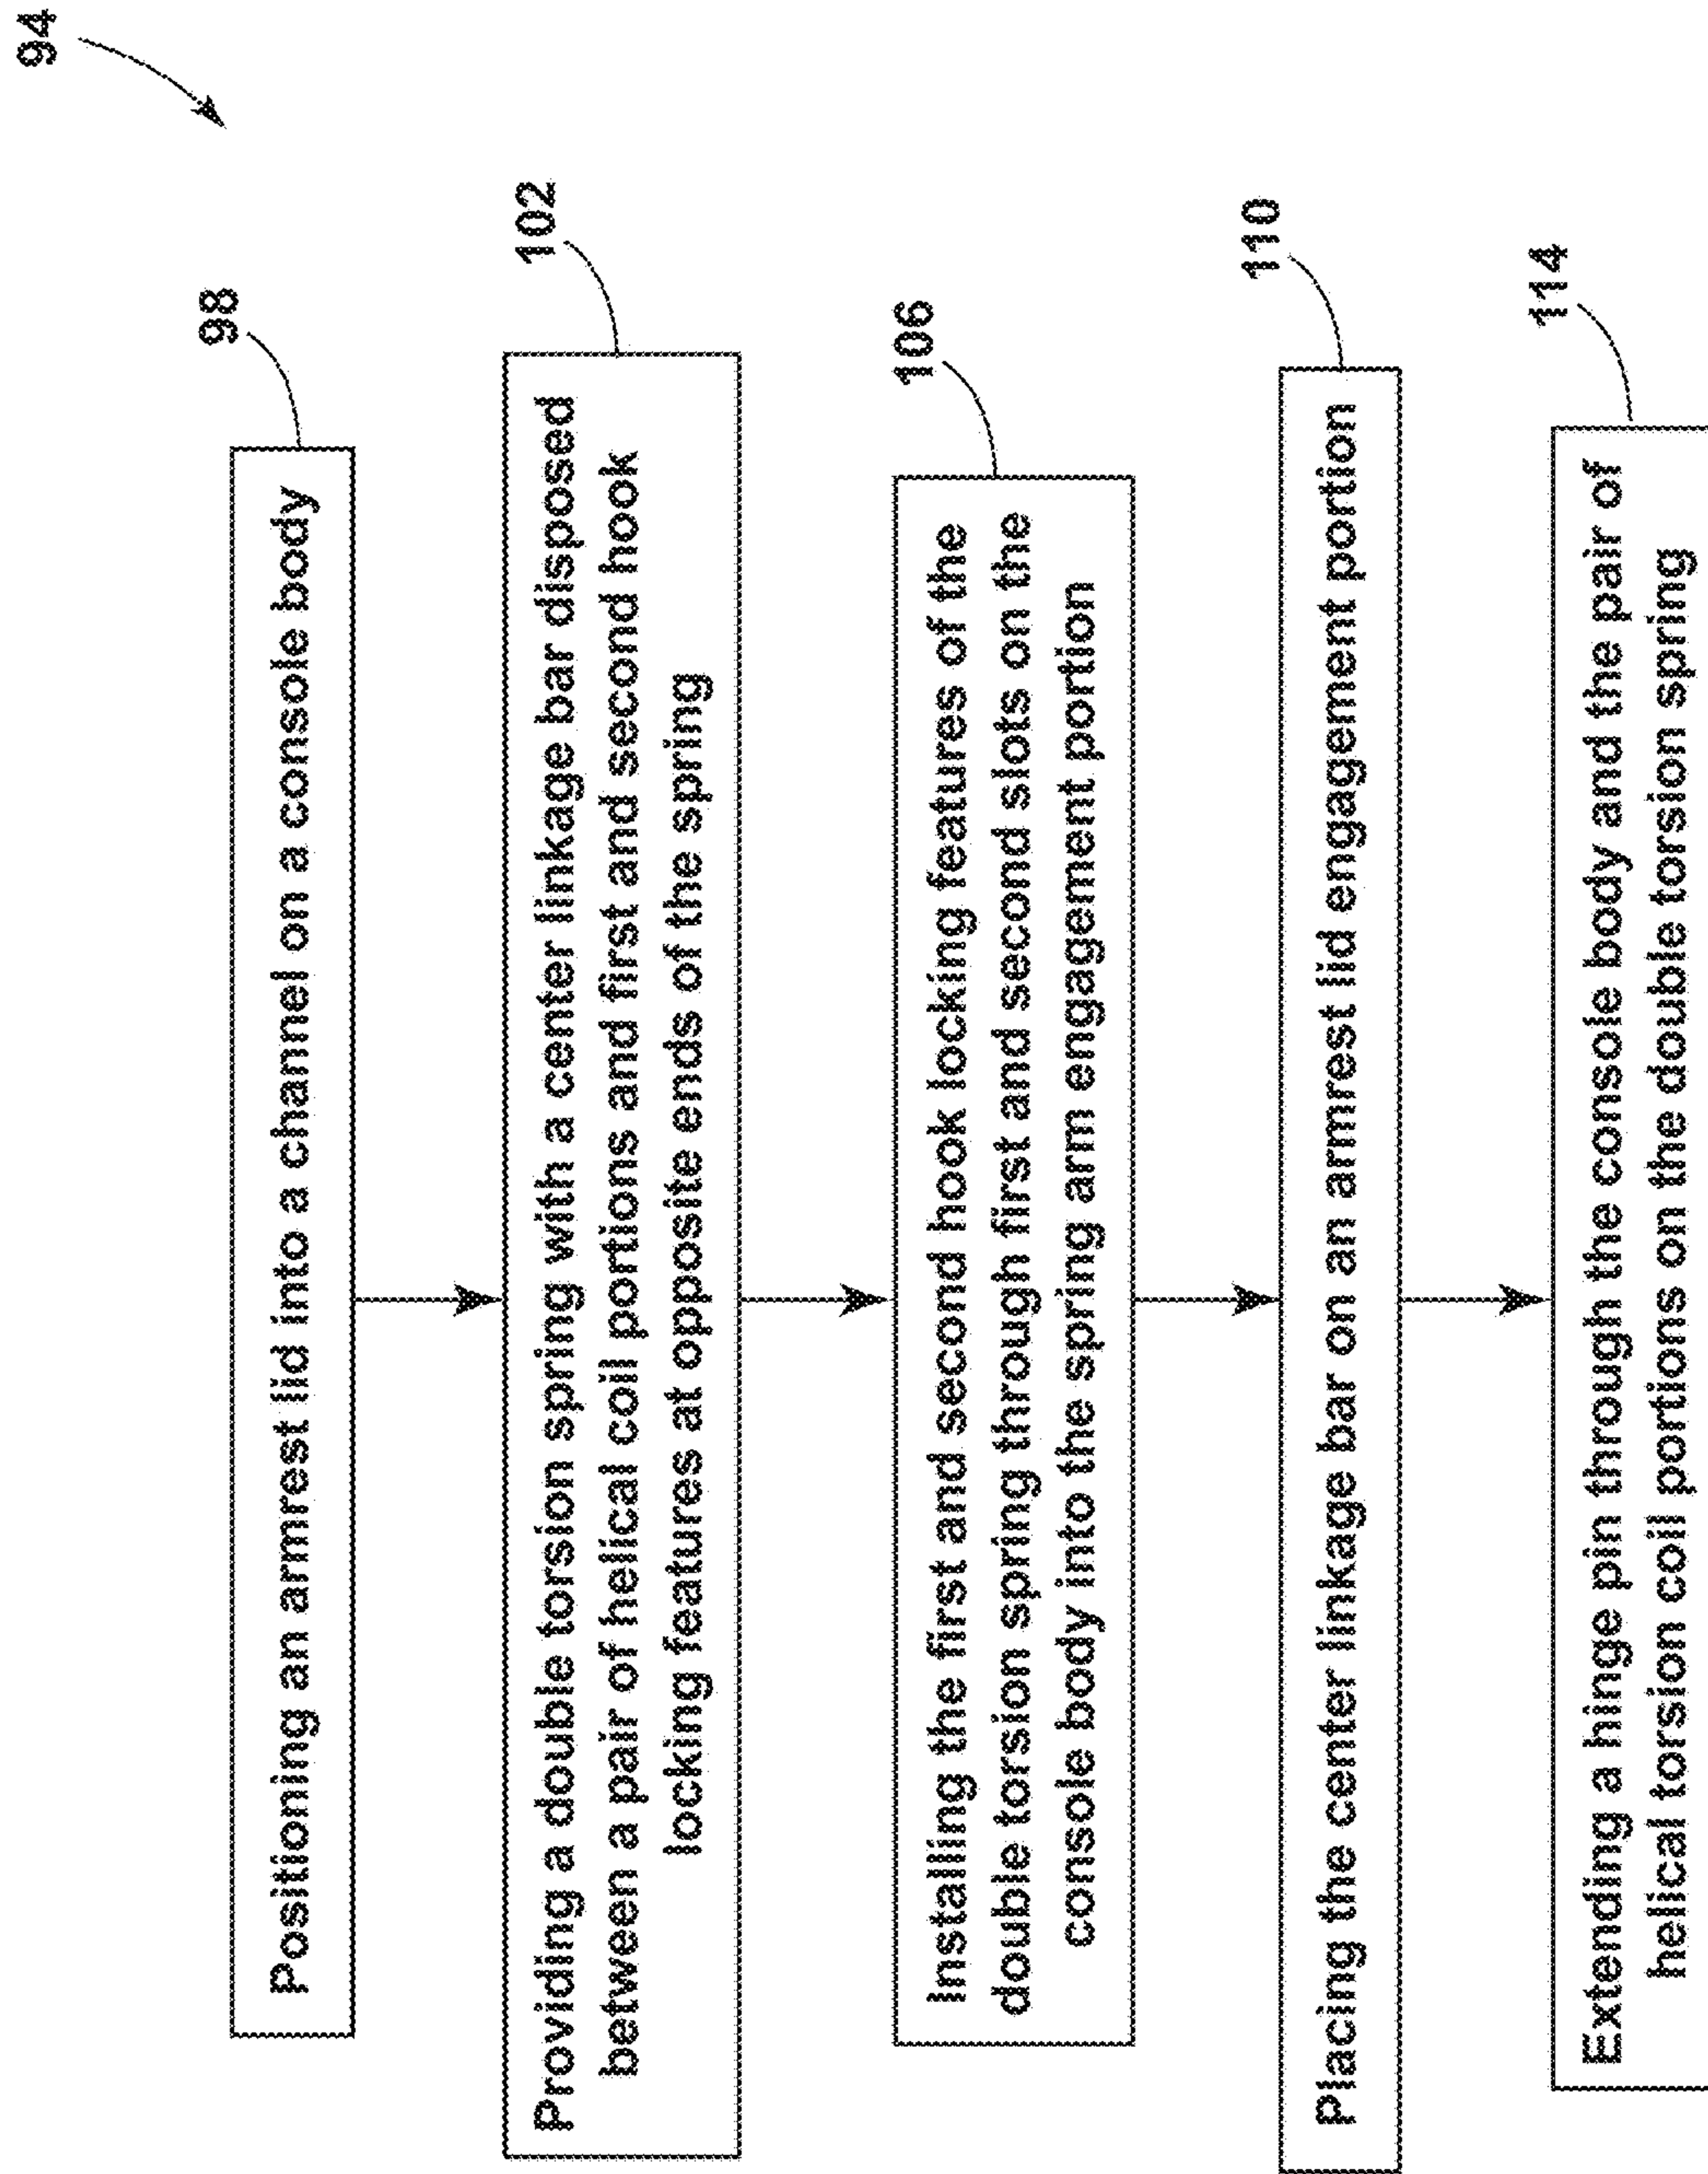 94
98
Positioning an armrest lid into a channel on a console body
102
Providing a double torsion spring with a center linkage bar disposed
between a pair of helical coil portions and first and second hook
locking features at opposite ends of the spring
106
Installing the first and second hook locking features of the
double torsion spring through first and second slots on the
console body into the spring arm engagement portion
110
Placing the center linkage bar on an armrest lid engagement portion
114
Extending a hinge pin through the console body and the pair of
helical torsion coil portions on the double torsion spring